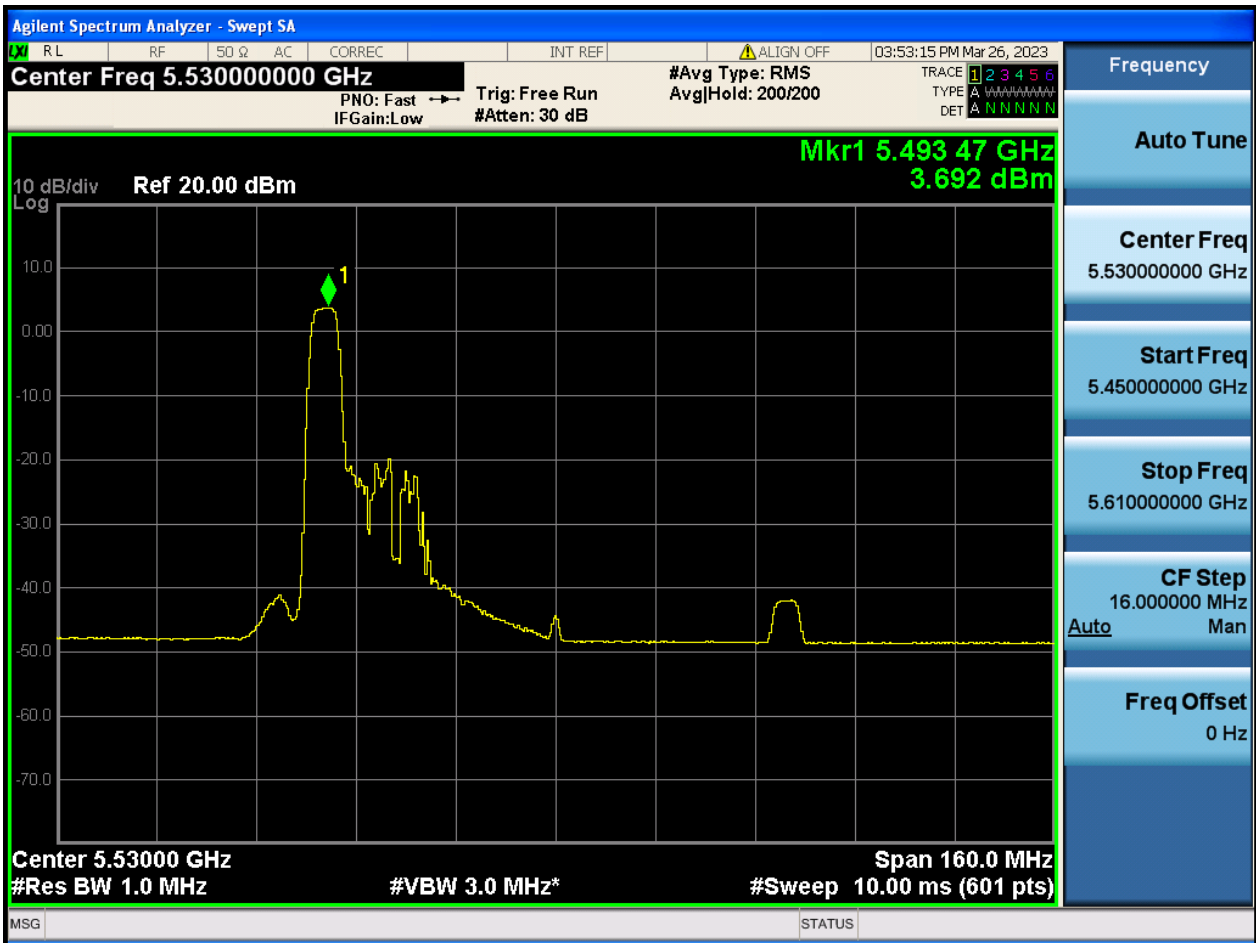 Agilent Spectrum Analyzer - Swept SA
LXI RL RF 50 Ω AC CORREC INT REF ALIGN OFF 03:53:15 PM Mar 26, 2023
Center Freq 5.530000000 GHz
PNO: Fast
IFGain:Low
Trig: Free Run
#Atten: 30 dB
#Avg Type: RMS
Avg|Hold: 200/200
TRACE 1 2 3 4 5 6
TYPE A WWWWW
DET A N N N N N
Mkr1 5.493 47 GHz
3.692 dBm
10 dB/div Ref 20.00 dBm
Log
1
10.0
0.00
-10.0
-20.0
-30.0
-40.0
-50.0
-60.0
-70.0
Center 5.53000 GHz Span 160.0 MHz
#Res BW 1.0 MHz #VBW 3.0 MHz* #Sweep 10.00 ms (601 pts)
MSG STATUS
Frequency
Auto Tune
Center Freq
5.530000000 GHz
Start Freq
5.450000000 GHz
Stop Freq
5.610000000 GHz
CF Step
16.000000 MHz
Auto Man
Freq Offset
0 Hz